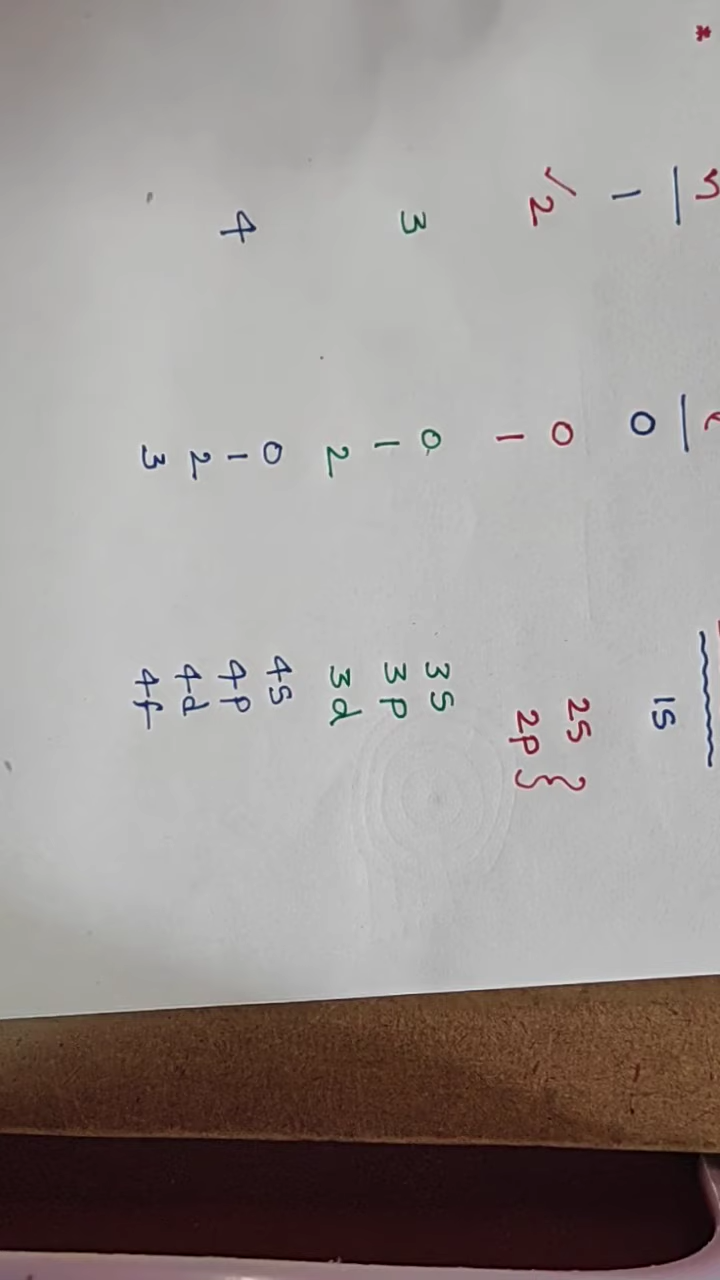 *
n l
1 0 1s
✓2 0 2s }
1 2p }
3 0 3s
1 3p
2 3d
4 0 4s
1 4p
2 4d
3 4f